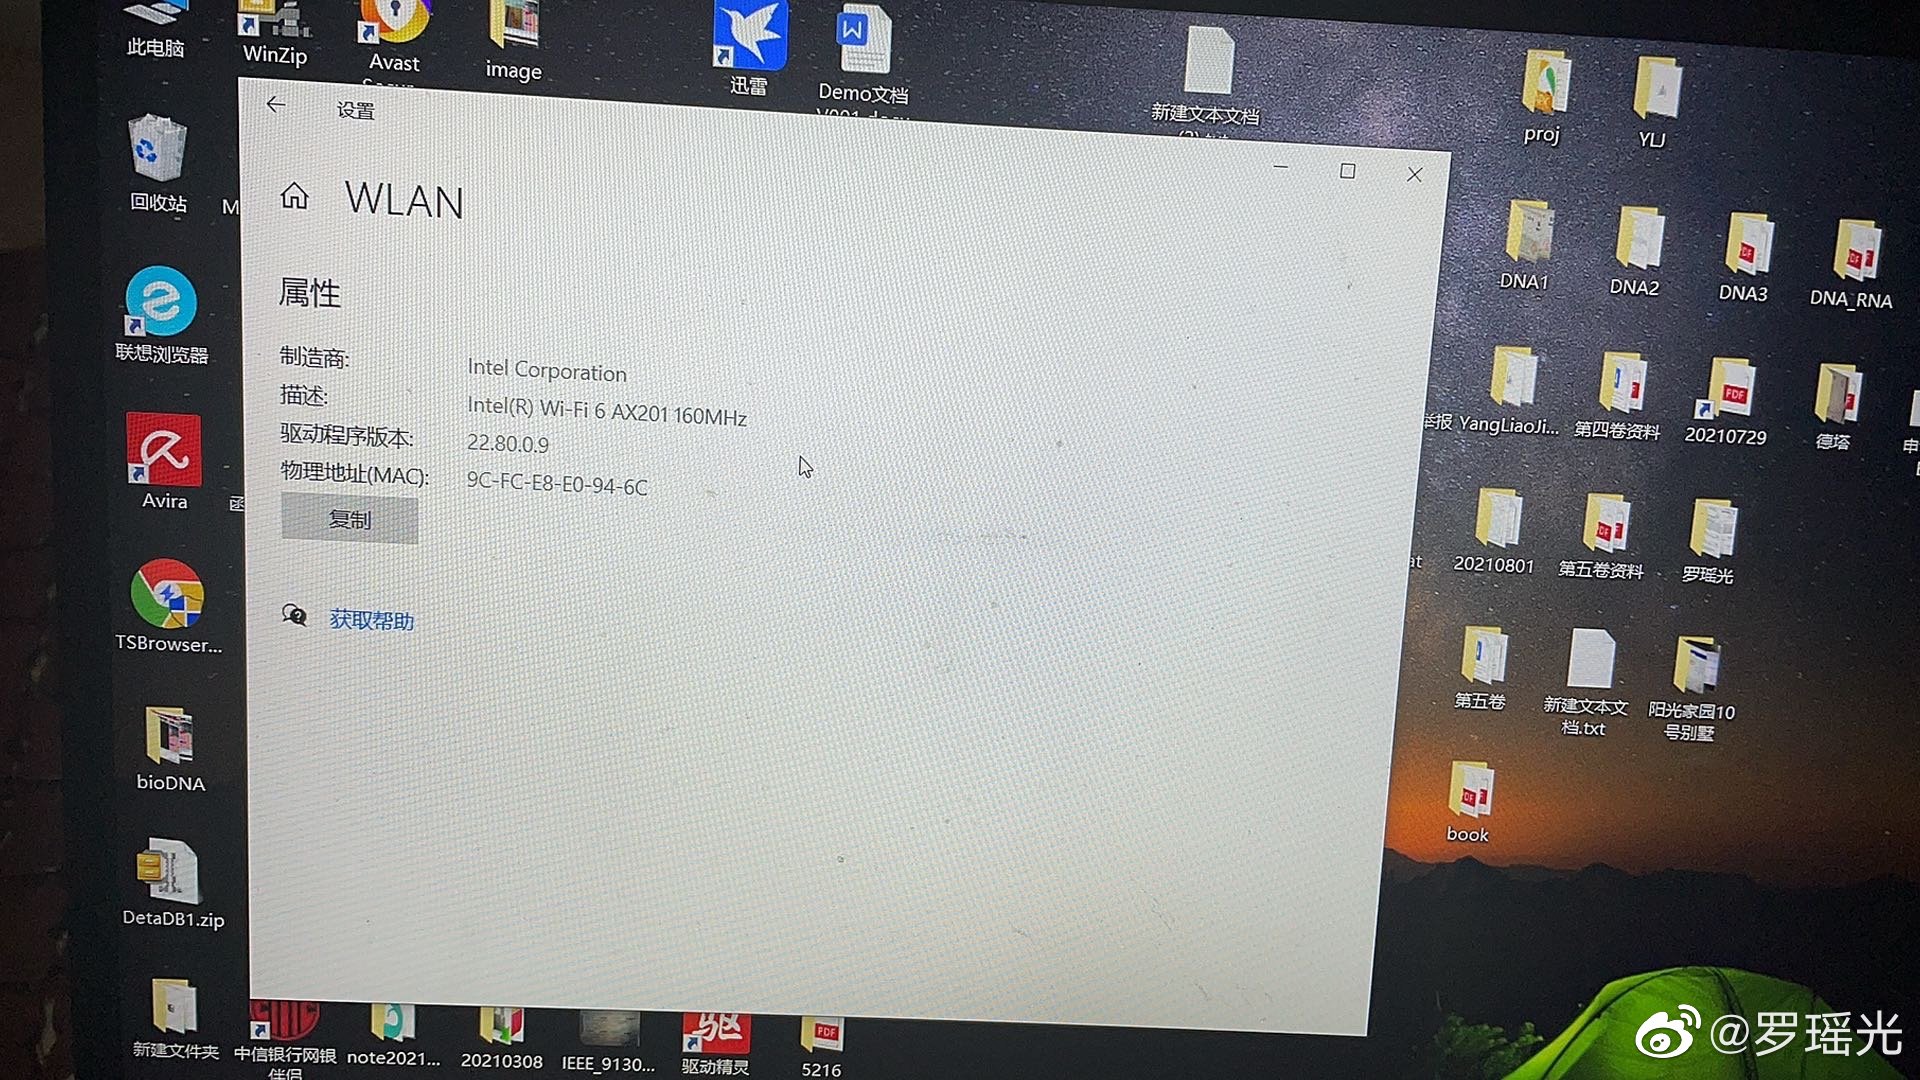 此电脑
WinZip
Avast
image
迅雷
Demo文档
新建文本文档
proj
YLJ
← 设置
WLAN
属性
制造商: Intel Corporation
描述: Intel(R) Wi-Fi 6 AX201 160MHz
驱动程序版本: 22.80.0.9
物理地址(MAC): 9C-FC-E8-E0-94-6C
复制
获取帮助
回收站
M
联想浏览器
Avira
TSBrowser...
bioDNA
DetaDB1.zip
新建文件夹
中信银行网银
伴侣
note2021...
20210308
IEEE_9130...
驱动精灵
5216
DNA1
DNA2
DNA3
DNA_RNA
举报
YangLiaoJi...
第四卷资料
20210729
德塔
20210801
第五卷资料
罗瑶光
第五卷
新建文本文
档.txt
阳光家园10
号别墅
book
@罗瑶光